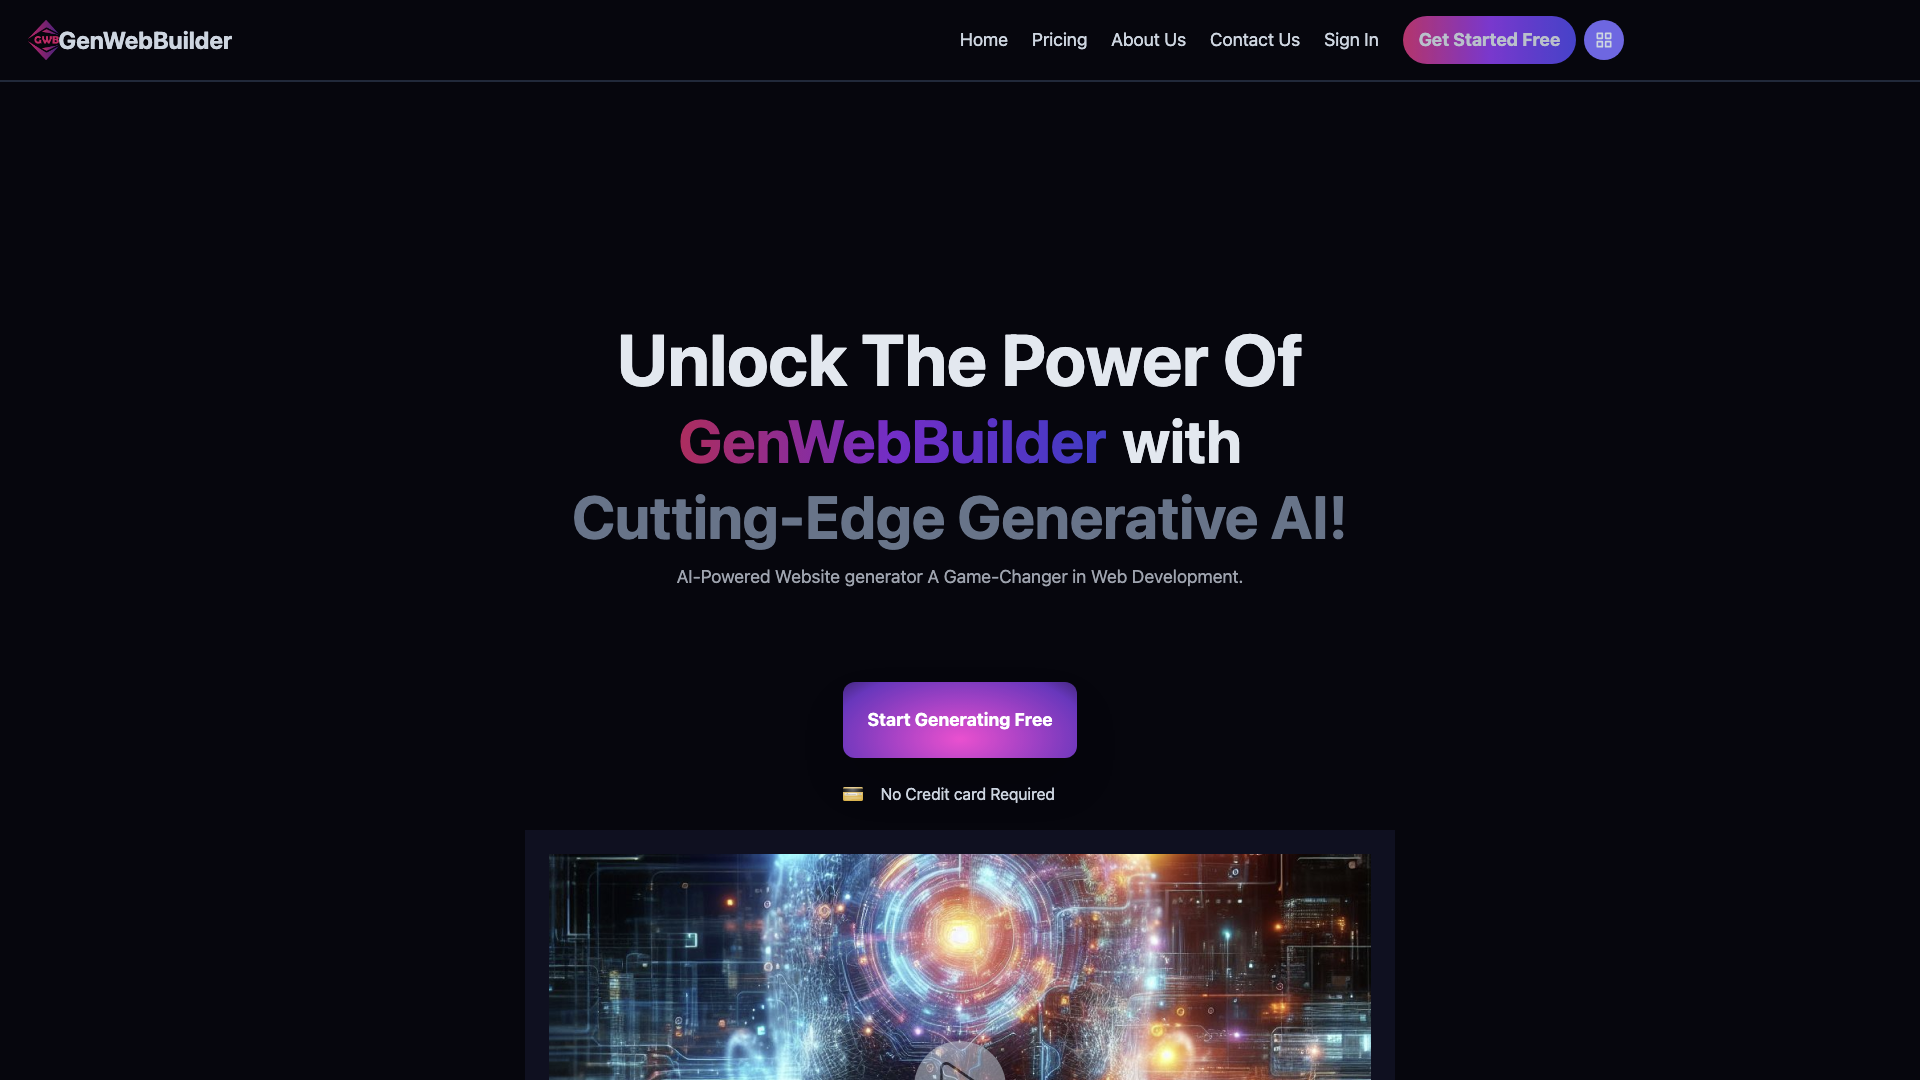 GWB
GenWebBuilder
Home
Pricing
About Us
Contact Us
Sign In
Get Started Free
Unlock The Power Of
GenWebBuilder with
Cutting-Edge Generative AI!
AI-Powered Website generator A Game-Changer in Web Development.
Start Generating Free
No Credit card Required